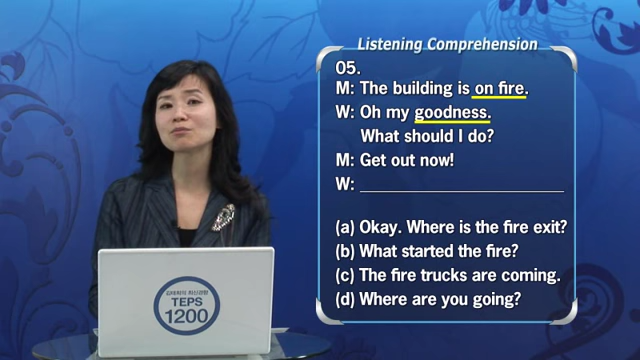 Listening Comprehension
05.
M: The building is on fire.
W: Oh my goodness.
What should I do?
M: Get out now!
W:
(a) Okay. Where is the fire exit?
(b) What started the fire?
(c) The fire trucks are coming.
(d) Where are you going?
TEPS
1200